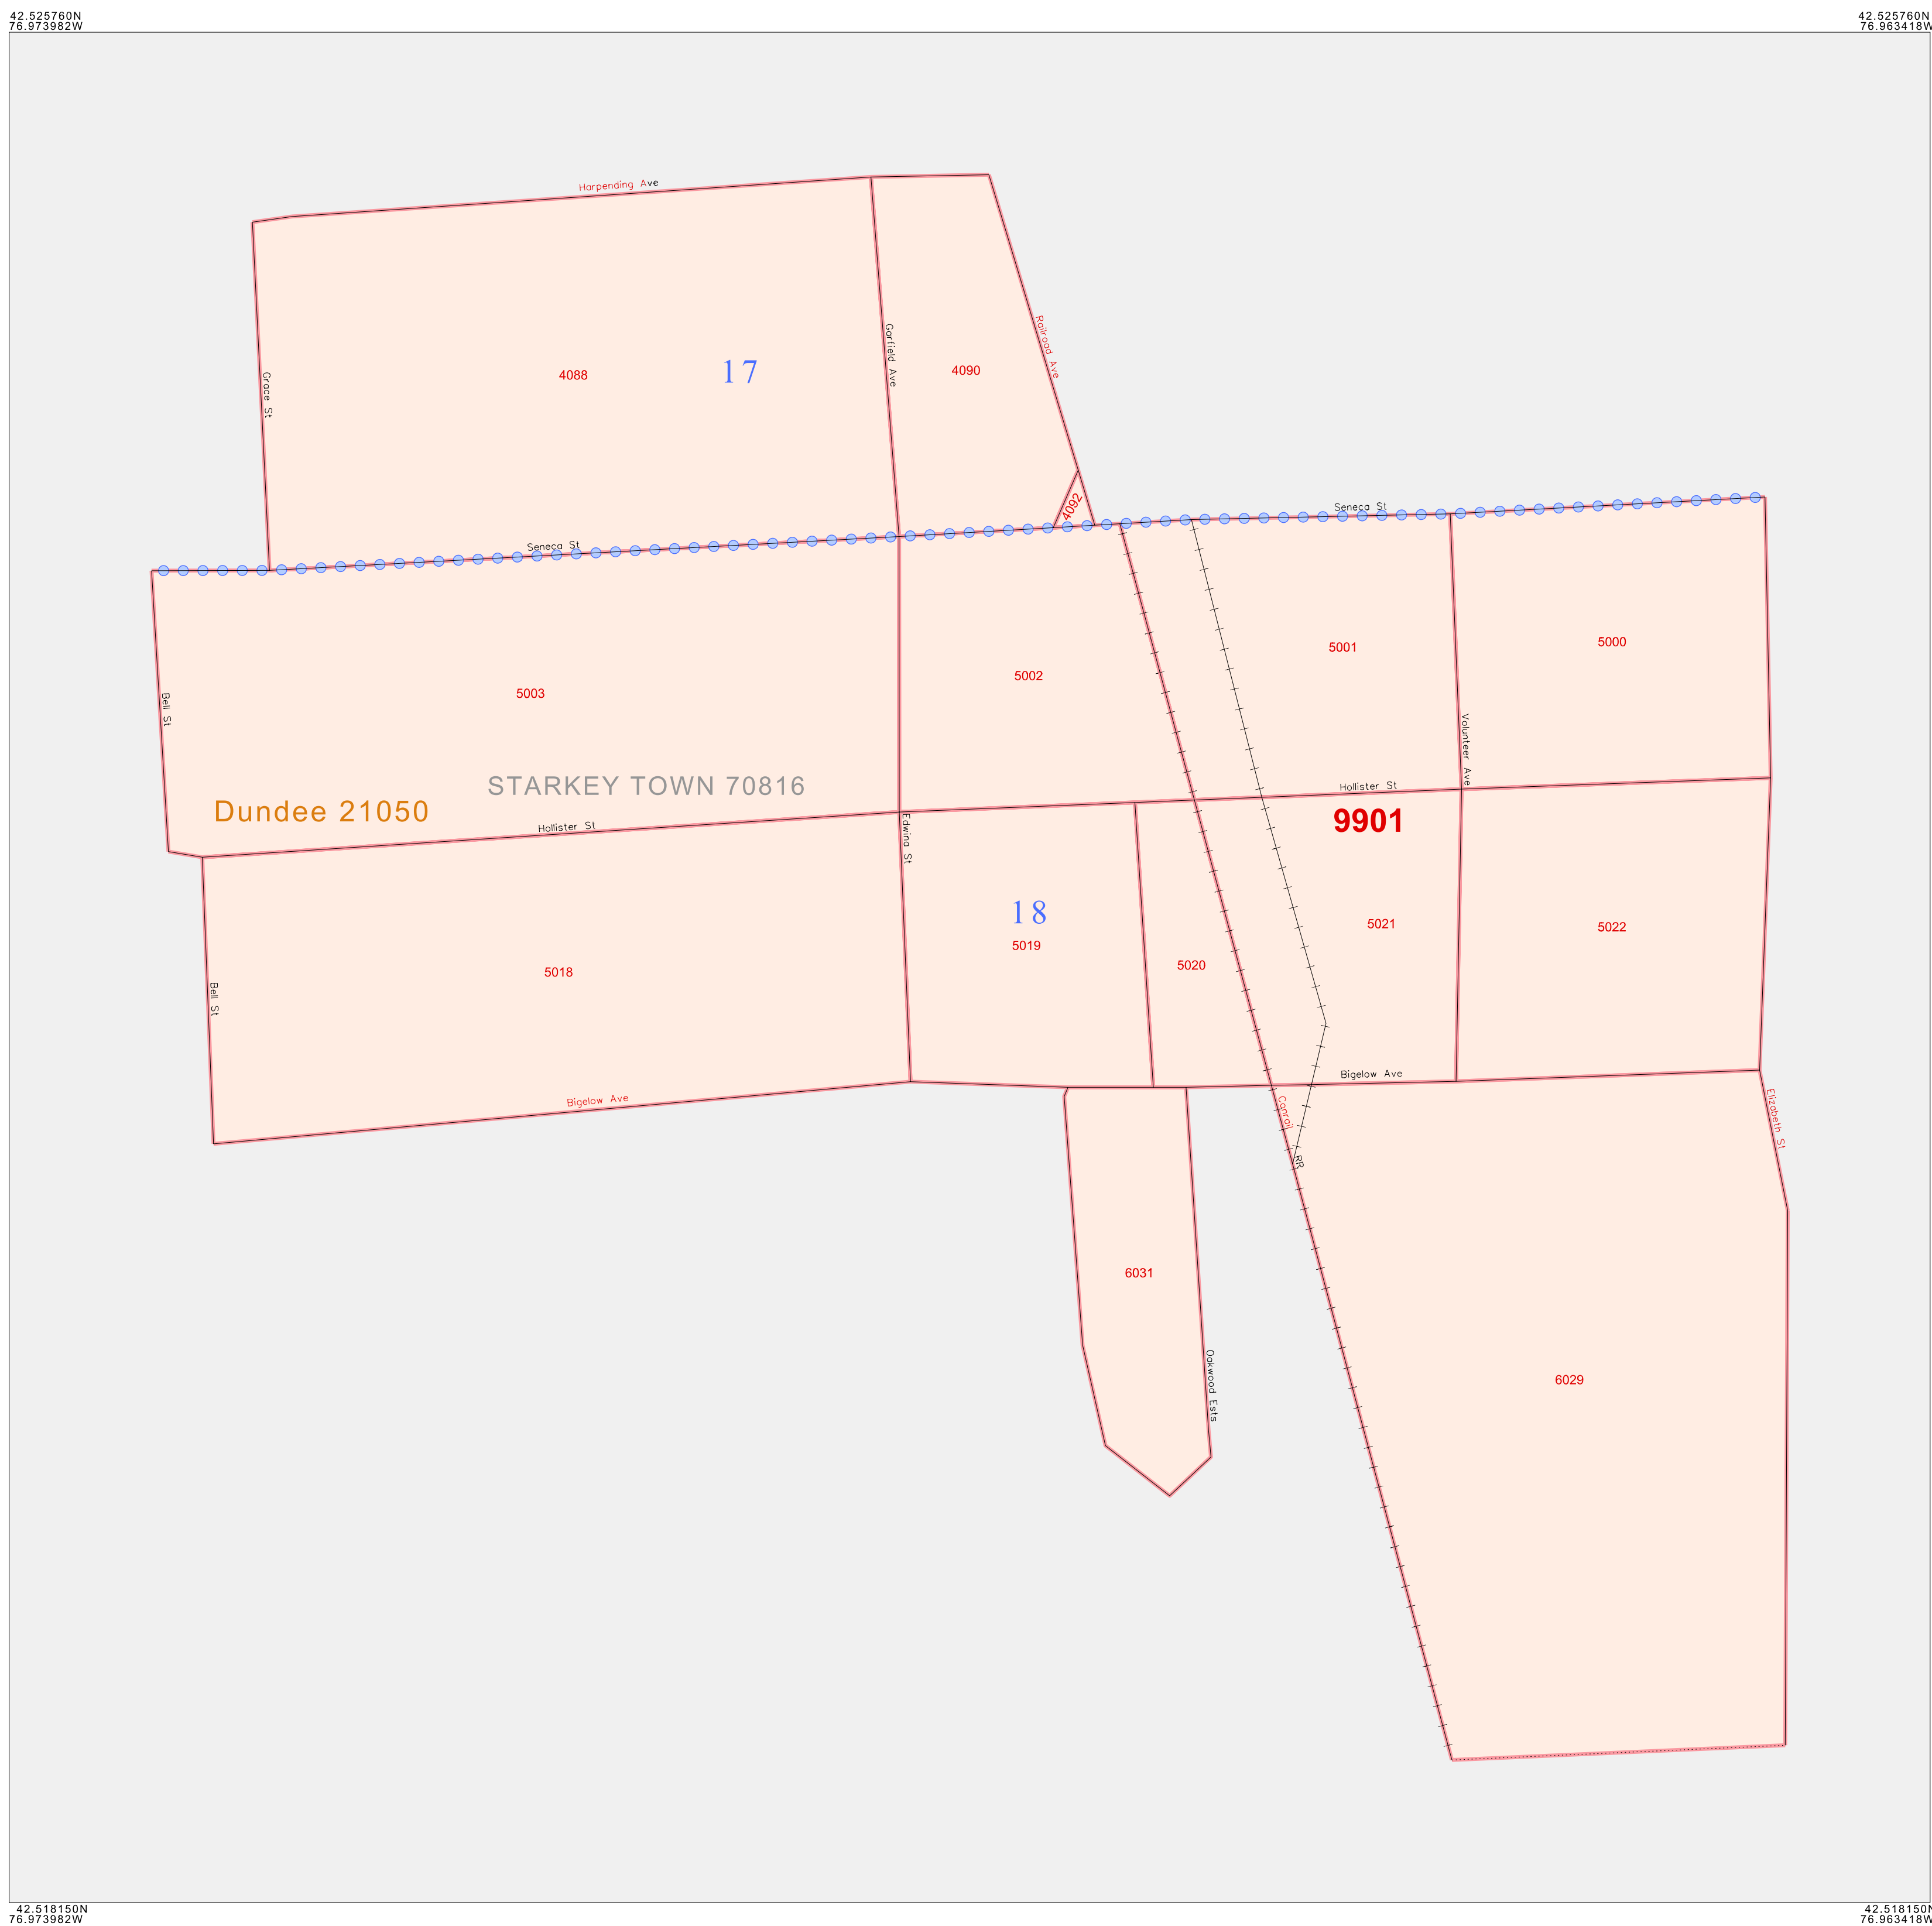 42.525760N
76.973982W
42.525760N
76.963418W
Harpending Ave
Garfield Ave
Railroad Ave
Grace St
4088
17
4090
4092
Seneca St
Seneca St
5003
5002
5001
5000
Bell St
Volunteer Ave
STARKEY TOWN 70816
Dundee 21050
Hollister St
Hollister St
9901
Edwina St
18
5019
5018
5020
5021
5022
Bell St
Bigelow Ave
Bigelow Ave
Conrail
RR
Elizabeth St
6031
Oakwood Ests
6029
42.518150N
76.973982W
42.518150N
76.963418W